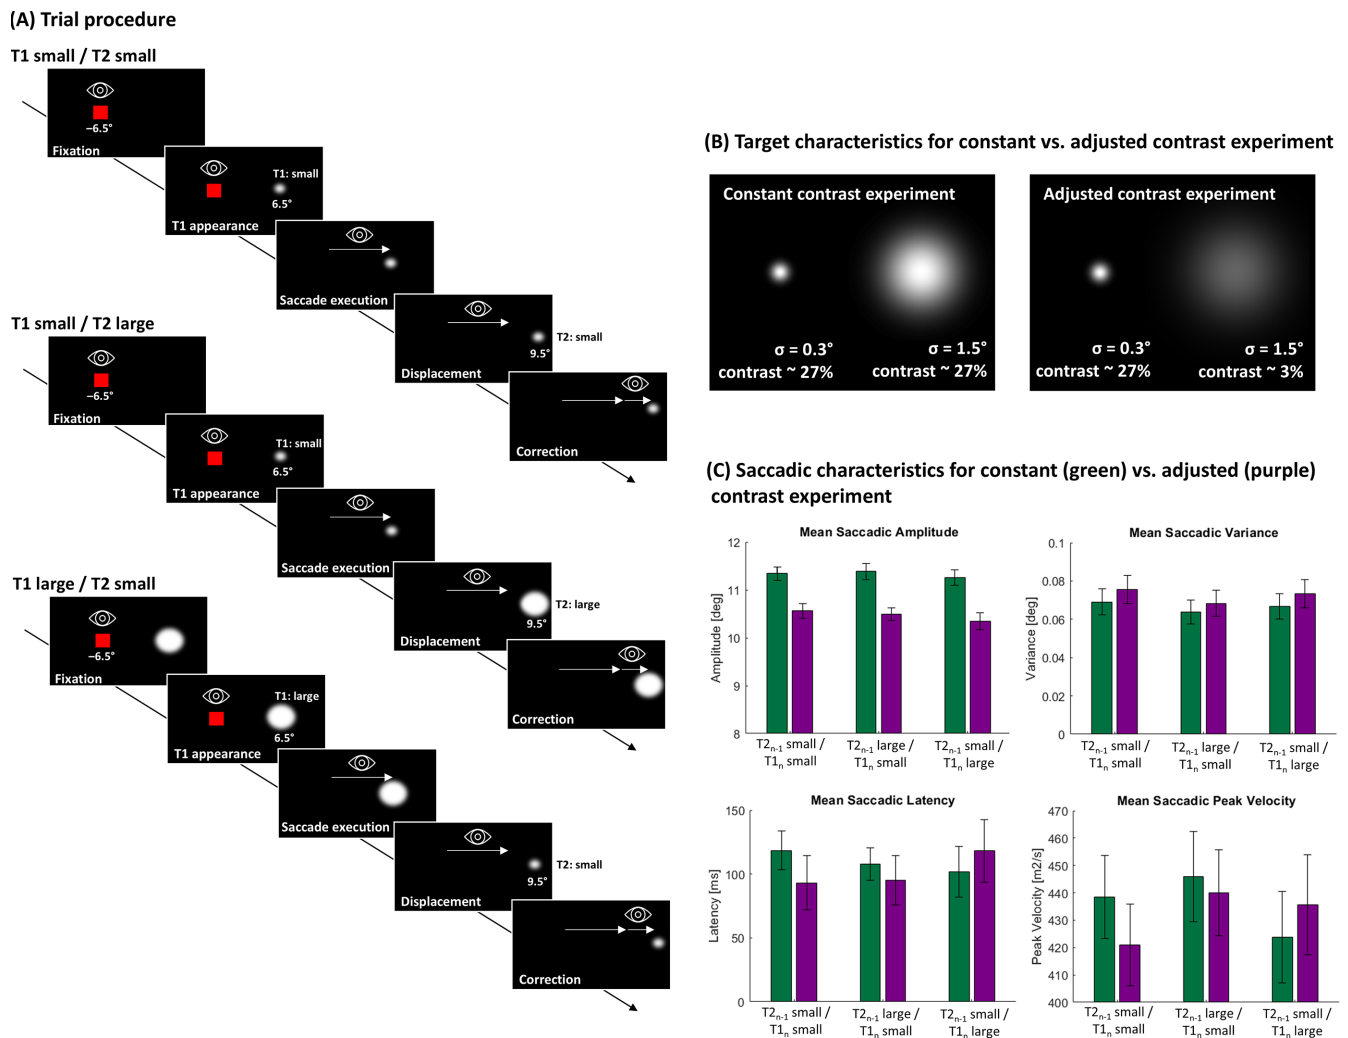 (A) Trial procedure
T1 small / T2 small
−6.5°
Fixation
T1: small
6.5°
T1 appearance
Saccade execution
T2: small
9.5°
Displacement
Correction
T1 small / T2 large
−6.5°
Fixation
T1: small
6.5°
T1 appearance
Saccade execution
T2: large
9.5°
Displacement
Correction
T1 large / T2 small
−6.5°
Fixation
T1: large
6.5°
T1 appearance
Saccade execution
T2: small
9.5°
Displacement
Correction
(B) Target characteristics for constant vs. adjusted contrast experiment
Constant contrast experiment
σ = 0.3°
contrast ~ 27%
σ = 1.5°
contrast ~ 27%
Adjusted contrast experiment
σ = 0.3°
contrast ~ 27%
σ = 1.5°
contrast ~ 3%
(C) Saccadic characteristics for constant (green) vs. adjusted (purple)
contrast experiment
Mean Saccadic Amplitude
Amplitude [deg]
12
11
10
9
8
T2n-1 small /
T1n small
T2n-1 large /
T1n small
T2n-1 small /
T1n large
Mean Saccadic Variance
Variance [deg]
0.1
0.08
0.06
0.04
0.02
0
T2n-1 small /
T1n small
T2n-1 large /
T1n small
T2n-1 small /
T1n large
Mean Saccadic Latency
Latency [ms]
150
100
50
0
T2n-1 small /
T1n small
T2n-1 large /
T1n small
T2n-1 small /
T1n large
Mean Saccadic Peak Velocity
Peak Velocity [m2/s]
470
460
450
440
430
420
410
400
T2n-1 small /
T1n small
T2n-1 large /
T1n small
T2n-1 small /
T1n large